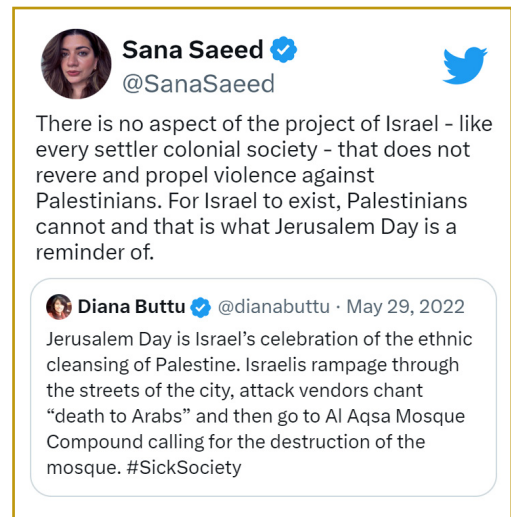 Sana Saeed
@SanaSaeed
There is no aspect of the project of Israel - like
every settler colonial society - that does not
revere and propel violence against
Palestinians. For Israel to exist, Palestinians
cannot and that is what Jerusalem Day is a
reminder of.
Diana Buttu @dianabuttu · May 29, 2022
Jerusalem Day is Israel's celebration of the ethnic
cleansing of Palestine. Israelis rampage through
the streets of the city, attack vendors chant
“death to Arabs” and then go to Al Aqsa Mosque
Compound calling for the destruction of the
mosque. #SickSociety